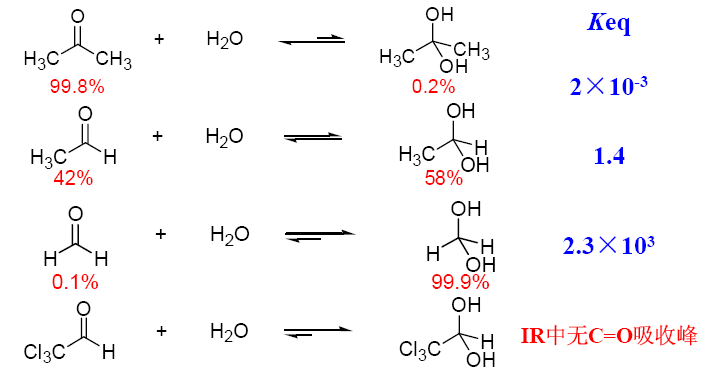 O OH Keq
H₃C CH₃ + H₂O H₃C CH₃ OH
99.8% 0.2% 2×10⁻³
O OH
H₃C H + H₂O H₃C H OH 1.4
42% 58%
O OH
H H + H₂O H H OH 2.3×10³
0.1% 99.9%
O OH
Cl₃C H + H₂O Cl₃C H OH IR中无C=O吸收峰